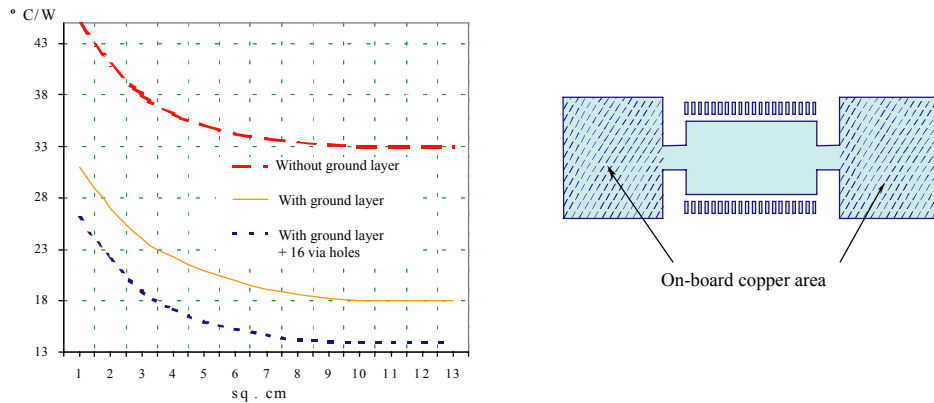 ° C/W
43
38
33
28
23
18
13
Without ground layer
With ground layer
With ground layer
+ 16 via holes
1 2 3 4 5 6 7 8 9 10 11 12 13
sq . cm
On-board copper area